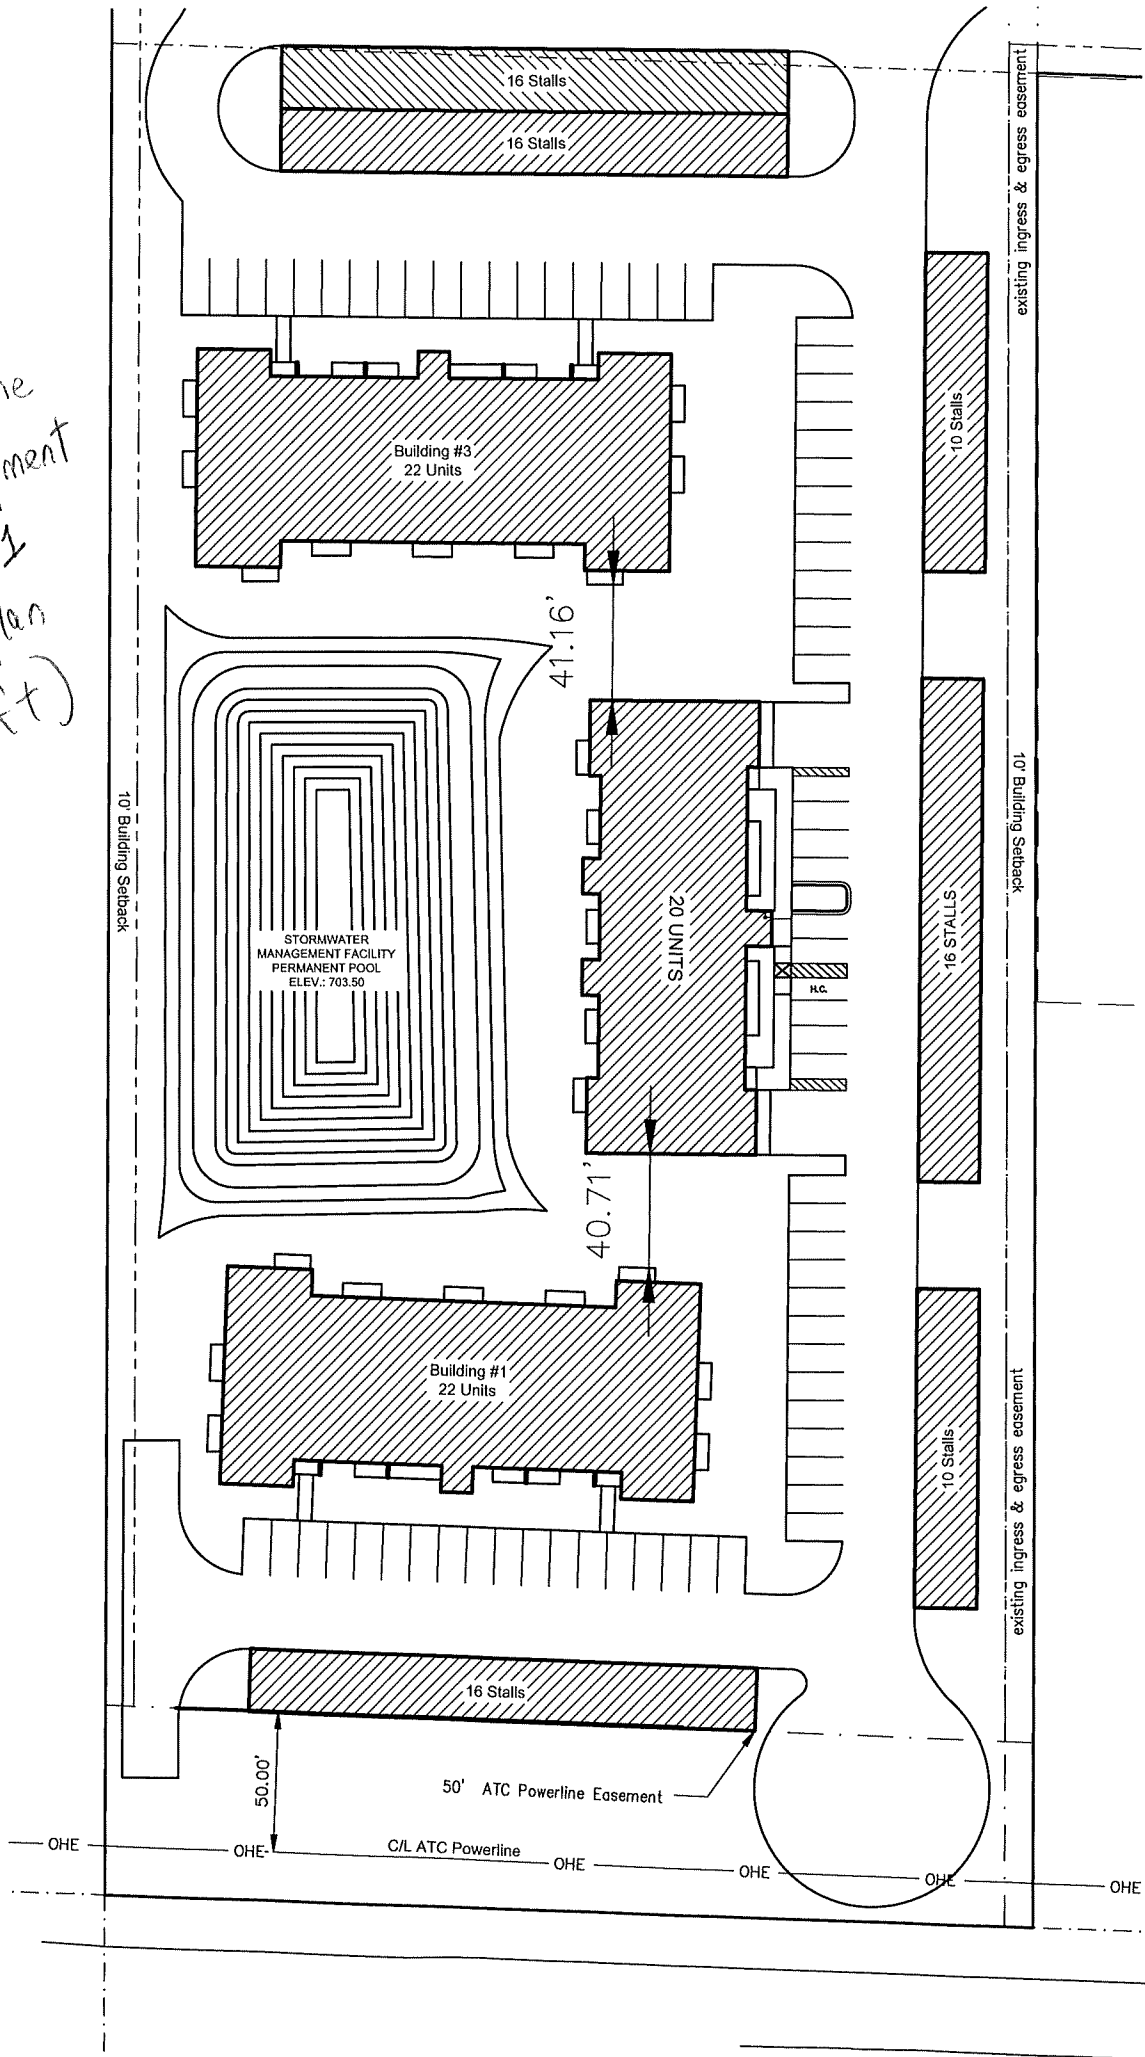 16 Stalls
16 Stalls
existing ingress & egress easement
10 Stalls
Building #3
22 Units
41.16'
10' Building Setback
10' Building Setback
STORMWATER
MANAGEMENT FACILITY
PERMANENT POOL
ELEV.: 703.50
20 UNITS
16 STALLS
H.C.
40.71'
Building #1
22 Units
10 Stalls
existing ingress & egress easement
16 Stalls
50.00'
50' ATC Powerline Easement
C/L ATC Powerline
OHE
OHE
OHE
OHE
OHE
OHE